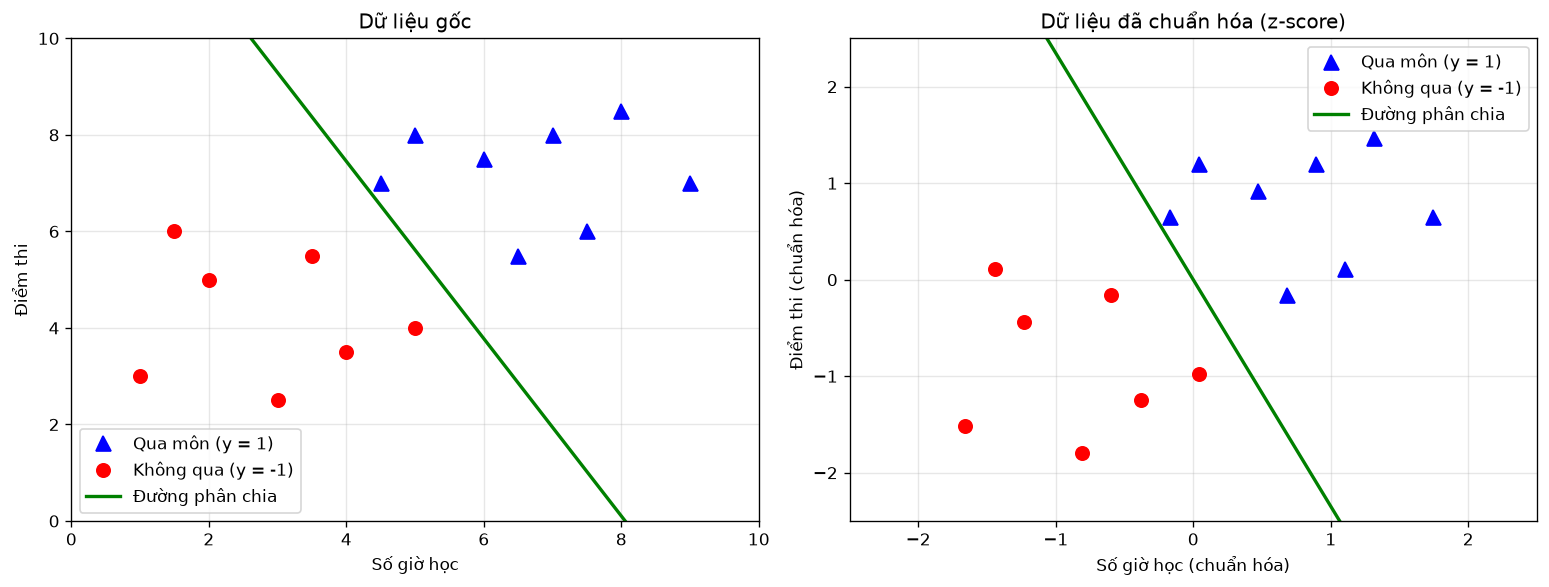 Dữ liệu gốc
10
8
6
4
2
0
Điểm thi
Qua môn (y = 1)
Không qua (y = -1)
Đường phân chia
0 2 4 6 8 10
Số giờ học
Dữ liệu đã chuẩn hóa (z-score)
Qua môn (y = 1)
Không qua (y = -1)
Đường phân chia
2
1
0
−1
−2
Điểm thi (chuẩn hóa)
−2 −1 0 1 2
Số giờ học (chuẩn hóa)